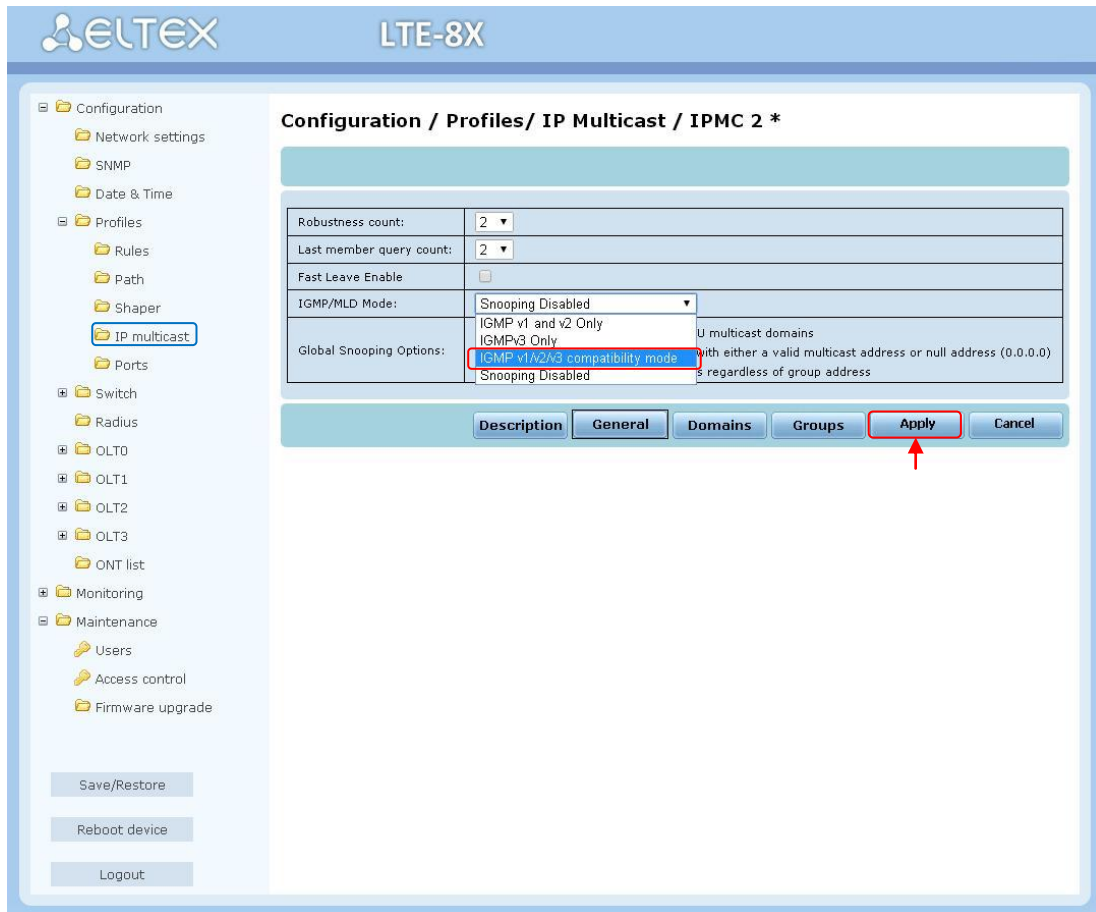 ELTEX LTE-8X
Configuration
Network settings
SNMP
Date & Time
Profiles
Rules
Path
Shaper
IP multicast
Ports
Switch
Radius
OLT0
OLT1
OLT2
OLT3
ONT list
Monitoring
Maintenance
Users
Access control
Firmware upgrade
Save/Restore
Reboot device
Logout
Configuration / Profiles/ IP Multicast / IPMC 2 *
Robustness count: 2
Last member query count: 2
Fast Leave Enable
IGMP/MLD Mode: Snooping Disabled
IGMP v1 and v2 Only
IGMPv3 Only
IGMP v1/v2/v3 compatibility mode
Snooping Disabled
Global Snooping Options:
U multicast domains
with either a valid multicast address or null address (0.0.0.0)
s regardless of group address
Description General Domains Groups Apply Cancel